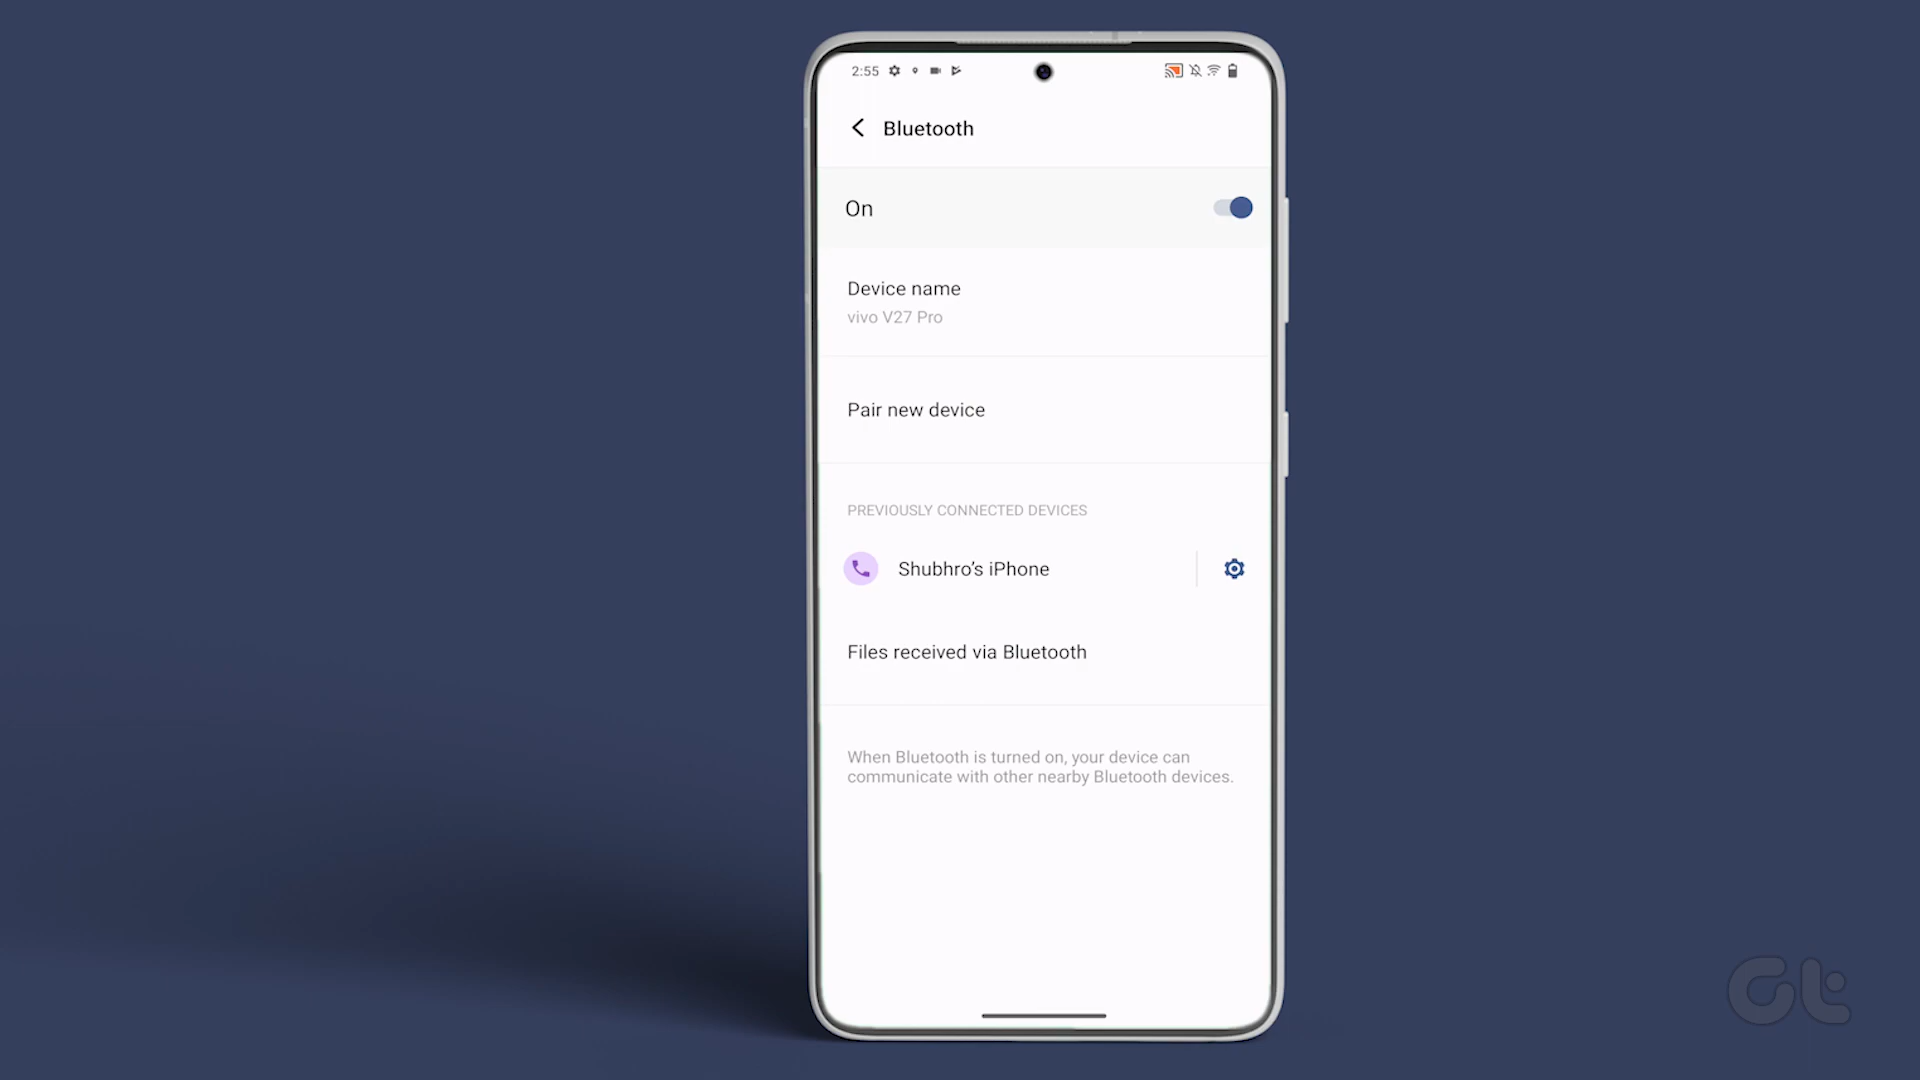 2:55
Bluetooth
On
Device name
vivo V27 Pro
Pair new device
PREVIOUSLY CONNECTED DEVICES
Shubhro’s iPhone
Files received via Bluetooth
When Bluetooth is turned on, your device can
communicate with other nearby Bluetooth devices.
Gt